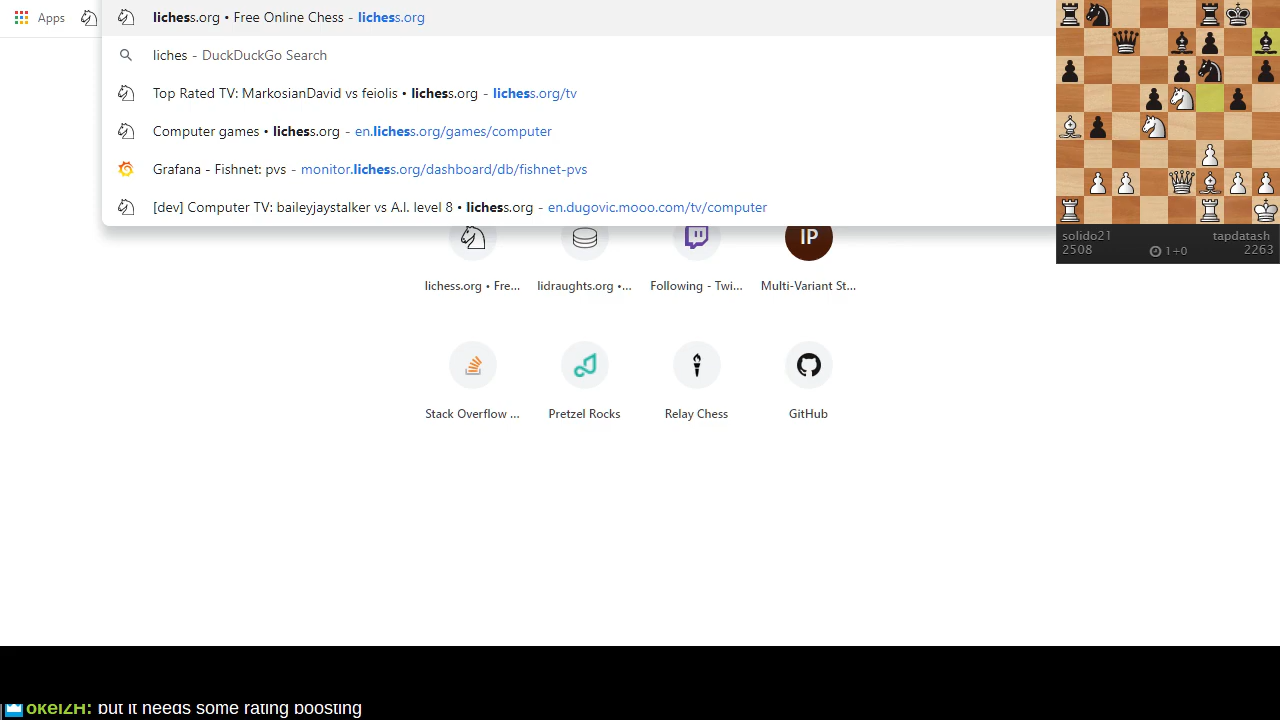 Apps
lichess.org • Free Online Chess - lichess.org
liches - DuckDuckGo Search
Top Rated TV: MarkosianDavid vs feiolis • lichess.org - lichess.org/tv
Computer games • lichess.org - en.lichess.org/games/computer
Grafana - Fishnet: pvs - monitor.lichess.org/dashboard/db/fishnet-pvs
[dev] Computer TV: baileyjaystalker vs A.I. level 8 • lichess.org - en.dugovic.mooo.com/tv/computer
solido21 tapdatash
2508 1+0 2263
IP
lichess.org • Fre... lidraughts.org •... Following - Twi... Multi-Variant St...
Stack Overflow ... Pretzel Rocks Relay Chess GitHub
okei2H: but it needs some rating boosting